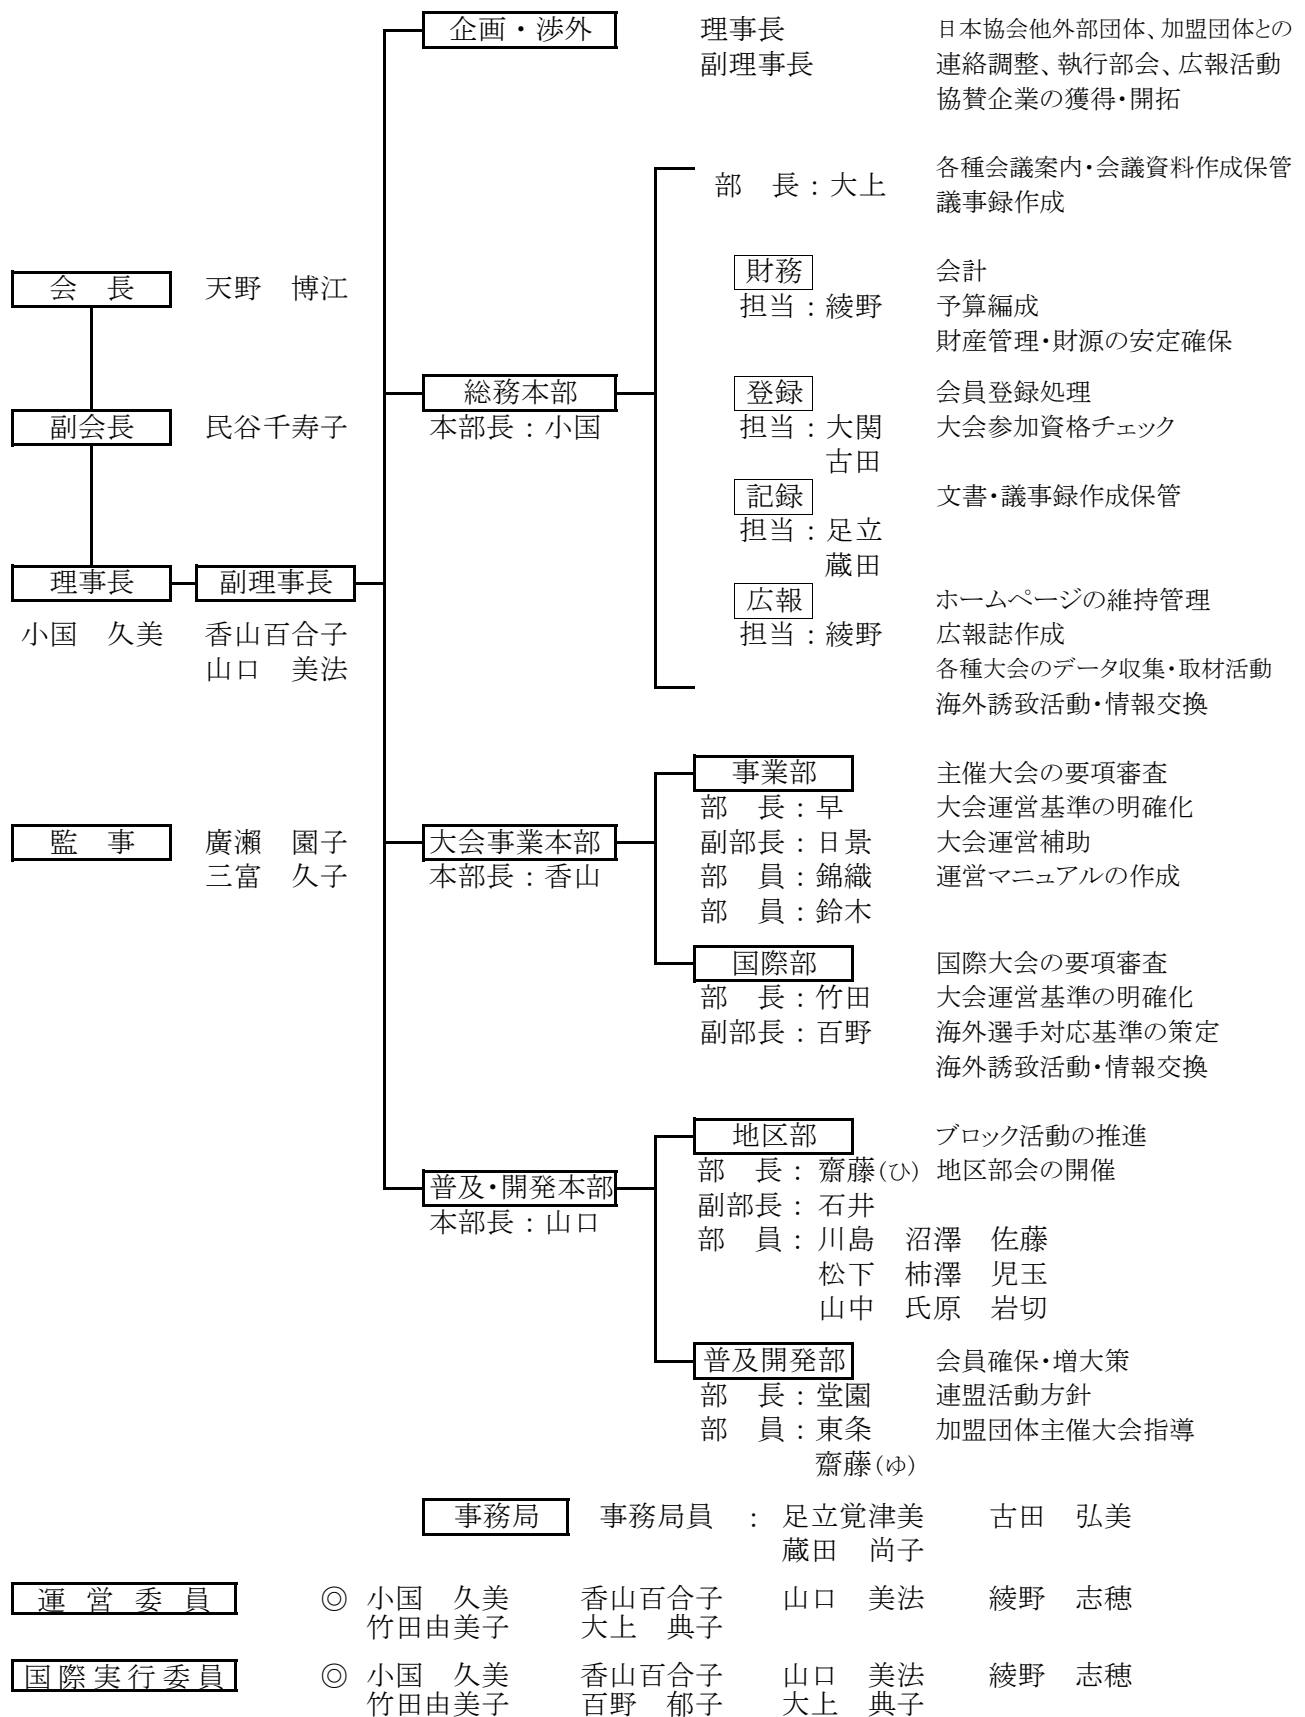 企画・渉外　理事長　日本協会他外部団体、加盟団体との
副理事長　連絡調整、執行部会、広報活動
協賛企業の獲得・開拓
部　長：大上　各種会議案内・会議資料作成保管
議事録作成
会　長　天野　博江
副会長　民谷千寿子
理事長　副理事長
小国　久美　香山百合子
山口　美法
監　事　廣瀬　園子
三富　久子
総務本部
本部長：小国
財務　会計
担当：綾野　予算編成
財産管理・財源の安定確保
登録　会員登録処理
担当：大関　大会参加資格チェック
古田
記録　文書・議事録作成保管
担当：足立
蔵田
広報　ホームページの維持管理
担当：綾野　広報誌作成
各種大会のデータ収集・取材活動
海外誘致活動・情報交換
大会事業本部
本部長：香山
事業部　主催大会の要項審査
部　長：早　大会運営基準の明確化
副部長：日景　大会運営補助
部　員：錦織　運営マニュアルの作成
部　員：鈴木
国際部　国際大会の要項審査
部　長：竹田　大会運営基準の明確化
副部長：百野　海外選手対応基準の策定
海外誘致活動・情報交換
普及・開発本部
本部長：山口
地区部　ブロック活動の推進
部　長：齋藤（ひ）　地区部会の開催
副部長：石井
部　員：川島　沼澤　佐藤
松下　柿澤　児玉
山中　氏原　岩切
普及開発部　会員確保・増大策
部　長：堂園　連盟活動方針
部　員：東条　加盟団体主催大会指導
齋藤（ゆ）
事務局　事務局員　：　足立覚津美　古田　弘美
蔵田　尚子
運営委員　◎　小国　久美　香山百合子　山口　美法　綾野　志穂
竹田由美子　大上　典子
国際実行委員　◎　小国　久美　香山百合子　山口　美法　綾野　志穂
竹田由美子　百野　郁子　大上　典子